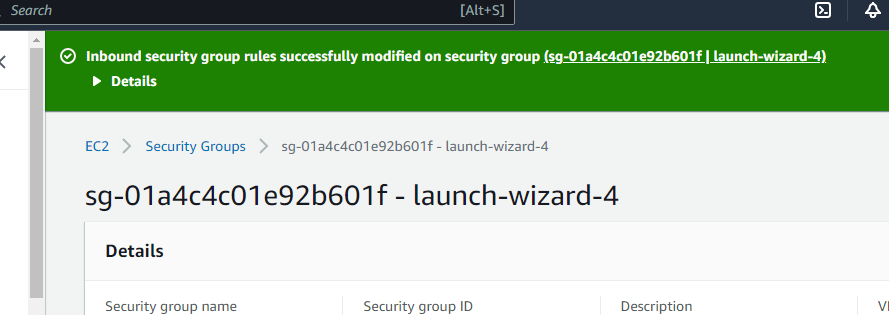 Search [Alt+S]
Inbound security group rules successfully modified on security group (sg-01a4c4c01e92b601f | launch-wizard-4)
Details
EC2 Security Groups sg-01a4c4c01e92b601f - launch-wizard-4
sg-01a4c4c01e92b601f - launch-wizard-4
Details
Security group name Security group ID Description